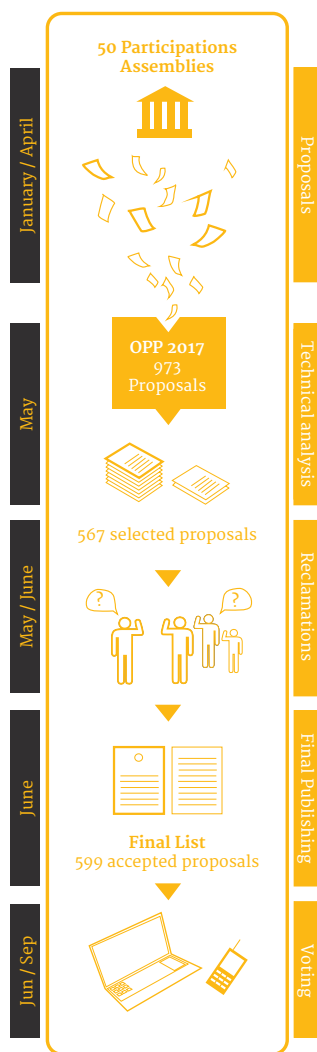 50 Participations
Assemblies
January / April
Proposals
OPP 2017
973
Proposals
May
Technical analysis
567 selected proposals
May / June
Reclamations
?
?
June
Final Publishing
Final List
599 accepted proposals
Jun / Sep
Voting